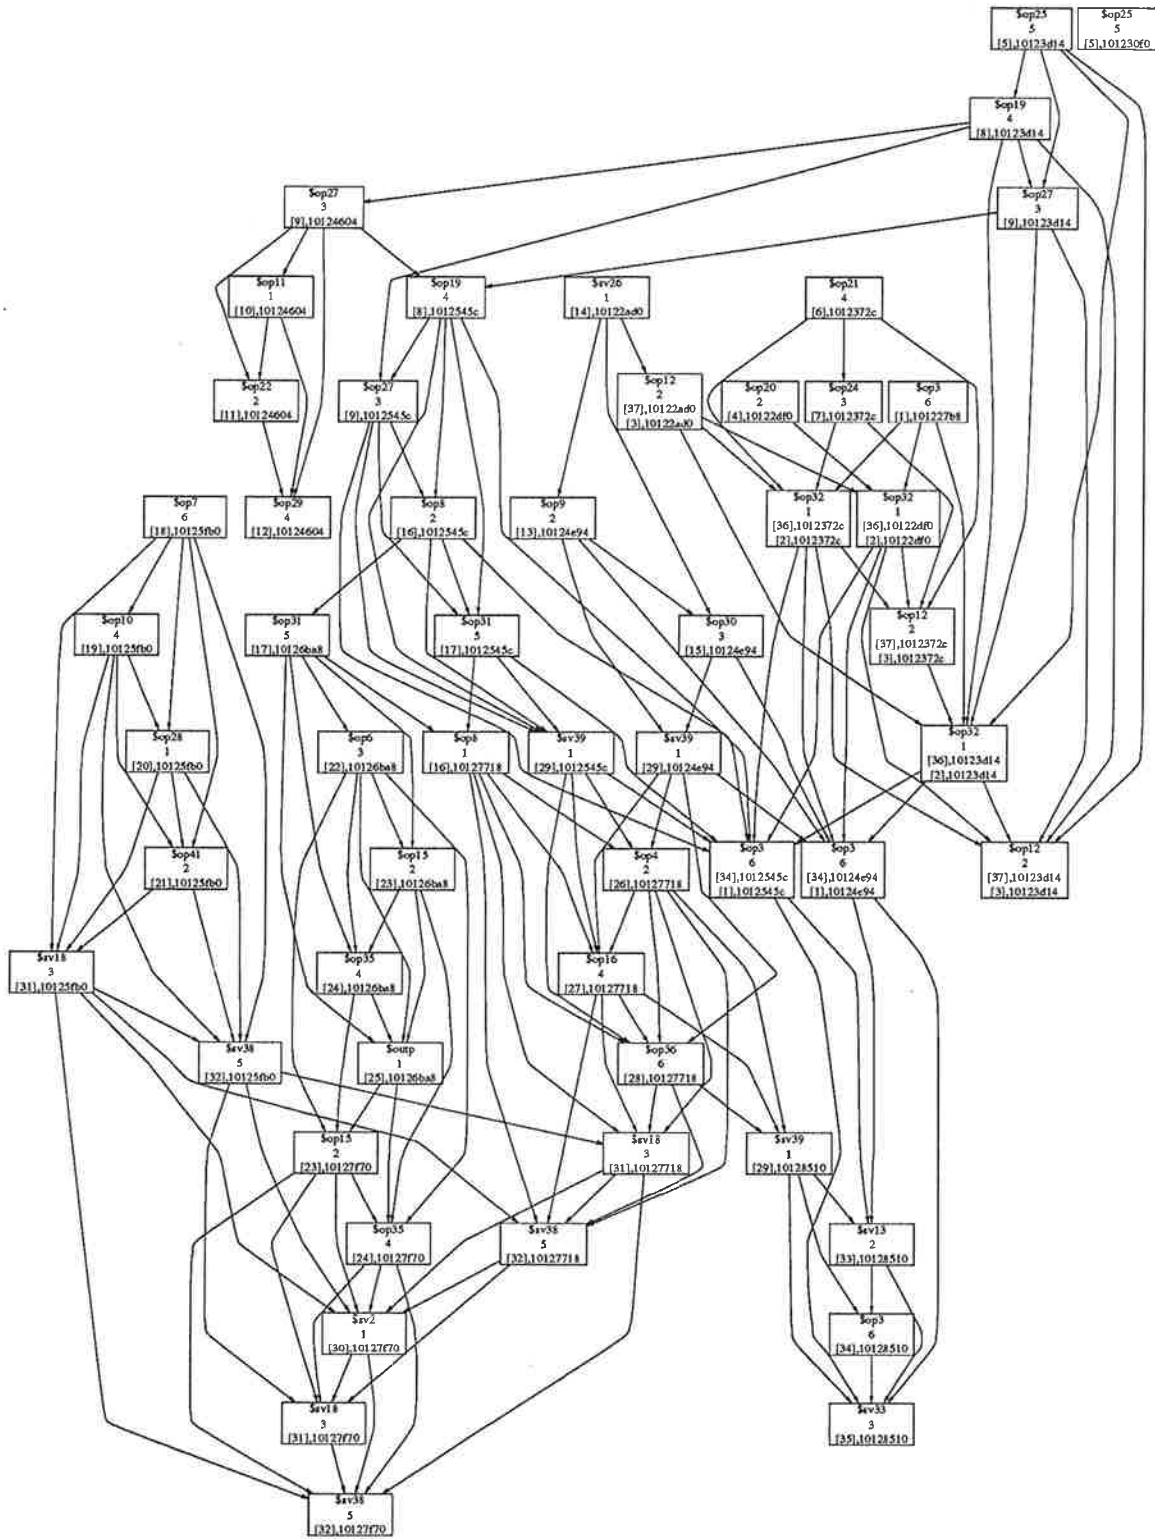 $op25
5
[5],10123d14
$op25
5
[5],101230f0
$op19
4
[8],10123d14
$op27
3
[9],10124604
$op27
3
[9],10123d14
$op11
1
[10],10124604
$op19
4
[8],1012545c
$sv26
1
[14],10122ad0
$op21
4
[6],1012372c
$op22
2
[11],10124604
$op27
3
[9],1012545c
$op12
2
[37],10122ad0
[3],10122ad0
$op20
2
[4],10122df0
$op24
3
[7],1012372c
$op3
6
[1],101227b8
$op7
6
[18],10125fb0
$op29
4
[12],10124604
$op8
2
[16],1012545c
$op9
2
[13],10124e94
$op32
1
[36],1012372c
[2],1012372c
$op32
1
[36],10122df0
[2],10122df0
$op10
4
[19],10125fb0
$op31
5
[17],10126ba8
$op31
5
[17],1012545c
$op30
3
[15],10124e94
$op12
2
[37],1012372c
[3],1012372c
$op28
1
[20],10125fb0
$op6
3
[22],10126ba8
$op8
1
[16],10127718
$sv39
1
[29],1012545c
$sv39
1
[29],10124e94
$op32
1
[36],10123d14
[2],10123d14
$op41
2
[21],10125fb0
$op15
2
[23],10126ba8
$op4
2
[26],10127718
$op3
6
[34],1012545c
[1],1012545c
$op3
6
[34],10124e94
[1],10124e94
$op12
2
[37],10123d14
[3],10123d14
$sv18
3
[31],10125fb0
$op35
4
[24],10126ba8
$op16
4
[27],10127718
$sv38
5
[32],10125fb0
$outp
1
[25],10126ba8
$op36
6
[28],10127718
$op15
2
[23],10127f70
$sv18
3
[31],10127718
$sv39
1
[29],10128510
$op35
4
[24],10127f70
$sv38
5
[32],10127718
$sv13
2
[33],10128510
$sv2
1
[30],10127f70
$op3
6
[34],10128510
$sv18
3
[31],10127f70
$sv33
3
[35],10128510
$sv38
5
[32],10127f70